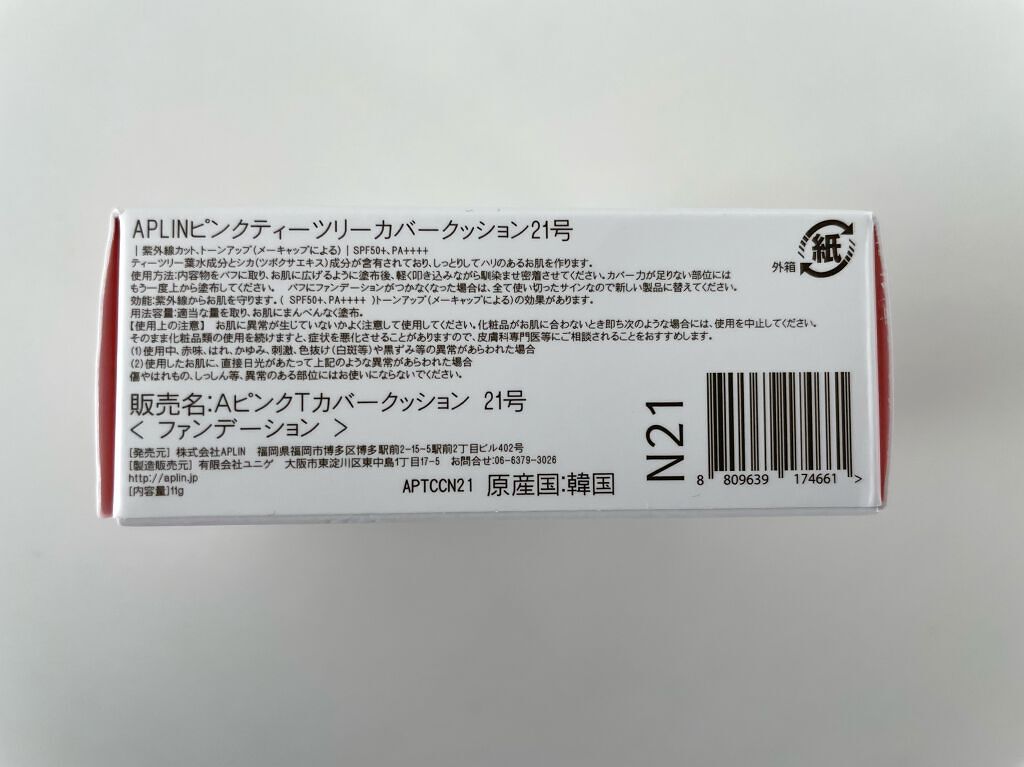 APLINピンクティーツリーカバークッション21号
| 紫外線カット、トーンアップ(メーキャップによる) | SPF50+、PA++++
ティーツリー葉水成分とシカ(ツボクサエキス)成分が含有されており、しっとりしてハリのあるお肌を作ります。
使用方法:内容物をパフに取り、お肌に広げるように塗布後、軽く叩き込みながら馴染ませ密着させてください。カバー力が足りない部位には
もう一度上から塗布してください。 パフにファンデーションがつかなくなった場合は、全て使い切ったサインなので新しい製品に替えてください。
効能:紫外線からお肌を守ります。( SPF50+、PA++++ )トーンアップ(メーキャップによる)の効果があります。
用法容量:適当な量を取り、お肌にまんべんなく塗布。
【使用上の注意】 お肌に異常が生じていないかよく注意して使用してください。化粧品がお肌に合わないとき即ち次のような場合には、使用を中止してください。
そのまま化粧品類の使用を続けますと、症状を悪化させることがありますので、皮膚科専門医等にご相談されることをおすすめします。
(1)使用中、赤味、はれ、かゆみ、刺激、色抜け(白斑等)や黒ずみ等の異常があらわれた場合
(2)使用したお肌に、直接日光があたって上記のような異常があらわれた場合
傷やはれもの、しっしん等、異常のある部位にはお使いにならないでください。
販売名:AピンクTカバークッション 21号
< ファンデーション >
[発売元] 株式会社APLIN 福岡県福岡市博多区博多駅前2-15-5駅前2丁目ビル402号
[製造販売元] 有限会社ユニゲ 大阪市東淀川区東中島1丁目17-5 お問合せ:06-6379-3026
http://aplin.jp
[内容量]11g
APTCCN21 原産国:韓国
外箱 紙
N21
8 809639 174661 >